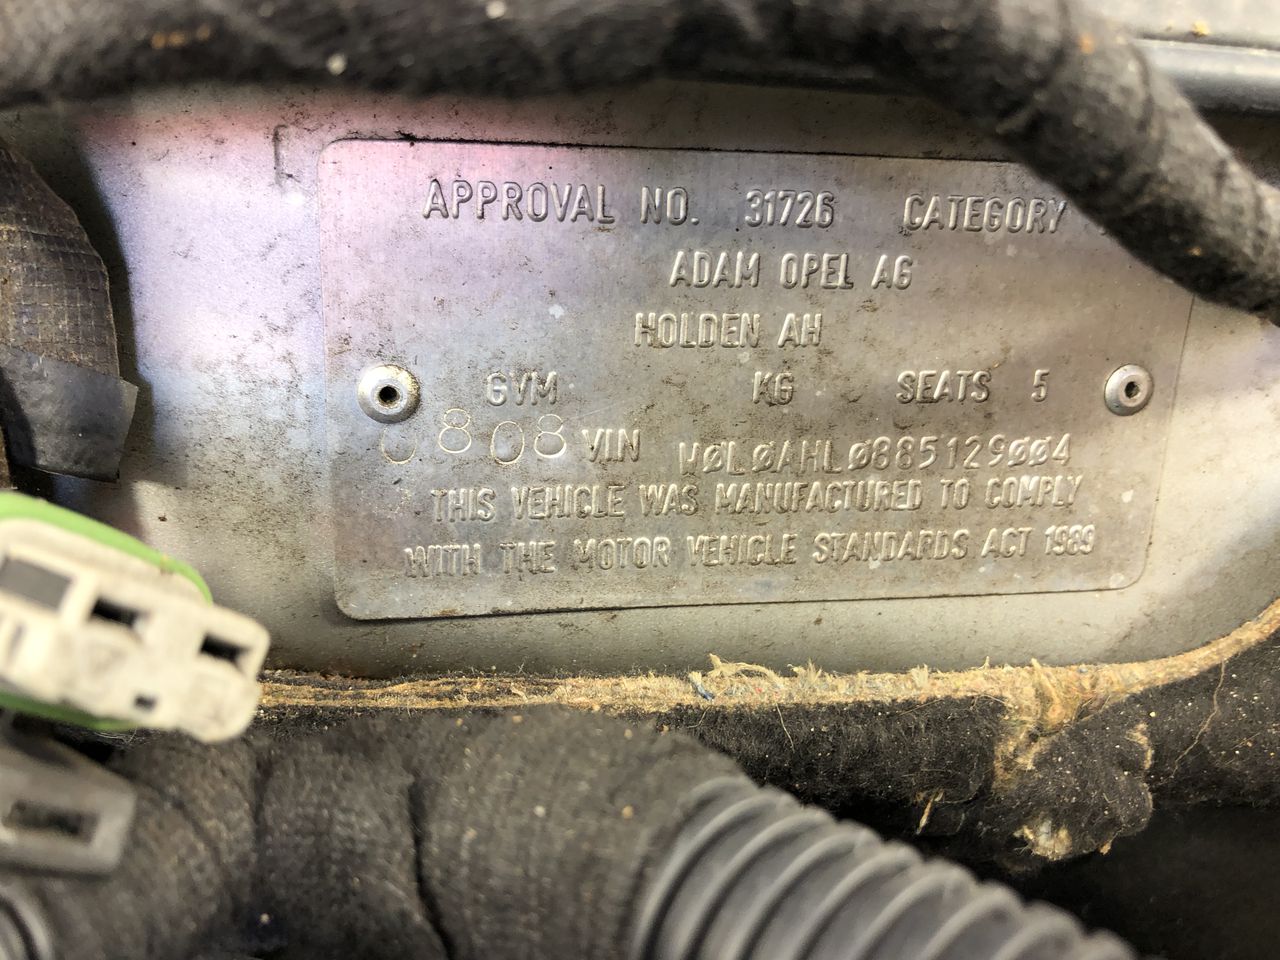 APPROVAL NO. 31726 CATEGORY
ADAM OPEL AG
HOLDEN AH
GVM KG SEATS 5
0808 VIN WØLØAHLØ885129ØØ4
THIS VEHICLE WAS MANUFACTURED TO COMPLY
WITH THE MOTOR VEHICLE STANDARDS ACT 1989